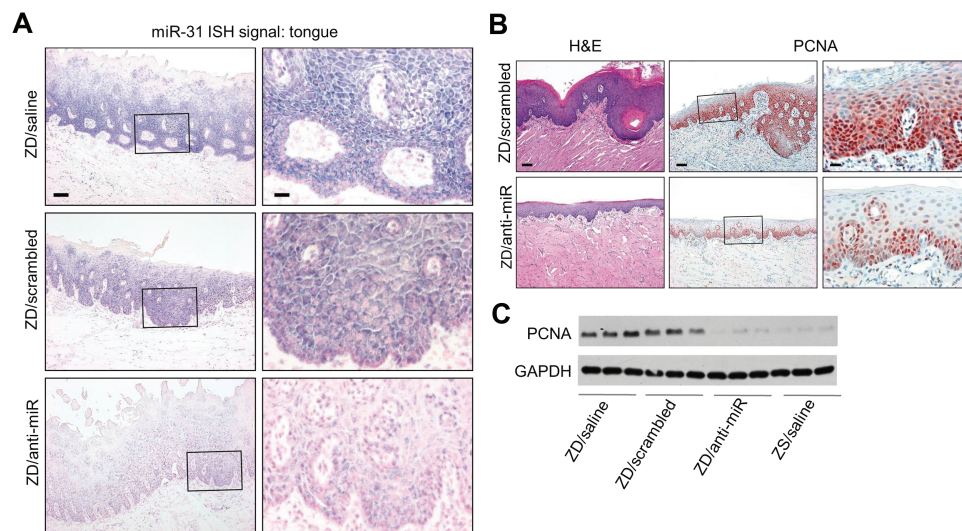 A
miR-31 ISH signal: tongue
ZD/saline
ZD/scrambled
ZD/anti-miR
B
H&E
PCNA
ZD/scrambled
ZD/anti-miR
C
PCNA
GAPDH
ZD/saline
ZD/scrambled
ZD/anti-miR
ZS/saline